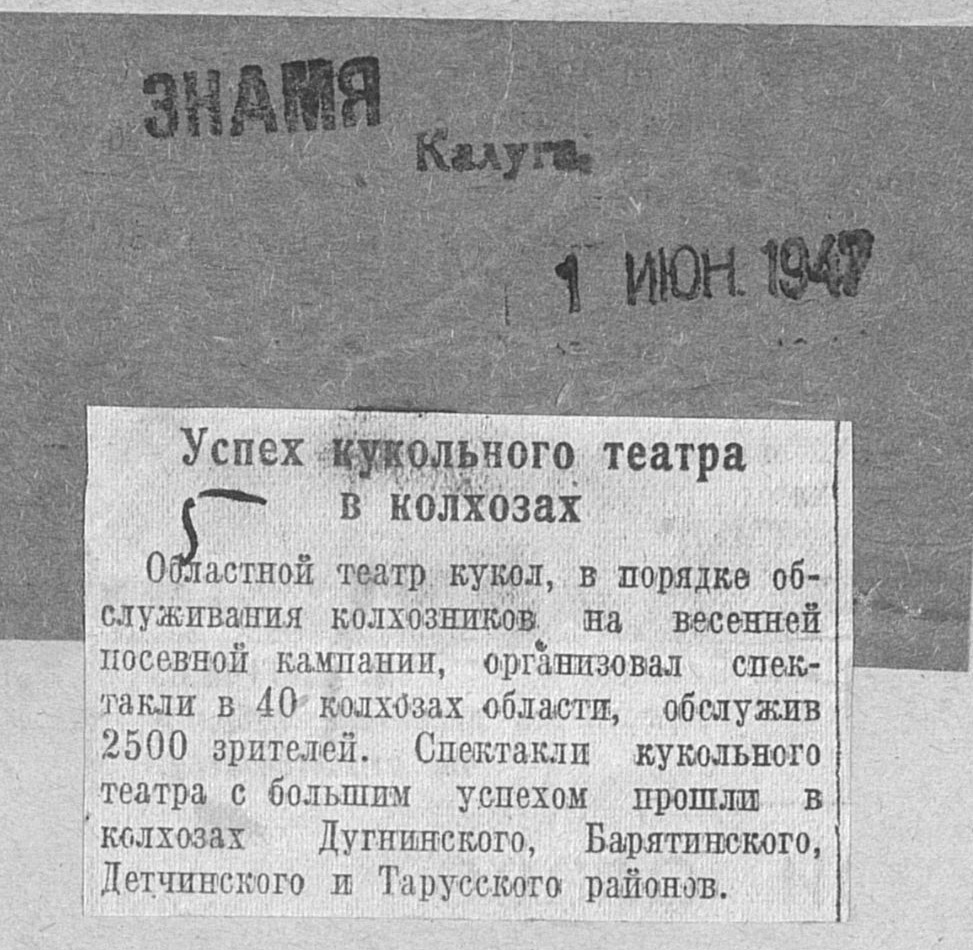 ЗНАМЯ
Калуга.
1 ИЮН. 1947
Успех кукольного театра
в колхозах
Областной театр кукол, в порядке об-
служивания колхозников на весенней
посевной кампании, организовал спек-
такли в 40 колхозах области, обслужив
2500 зрителей. Спектакли кукольного
театра с большим успехом прошли в
колхозах Дугнинского, Барятинского,
Детчинского и Тарусского районов.